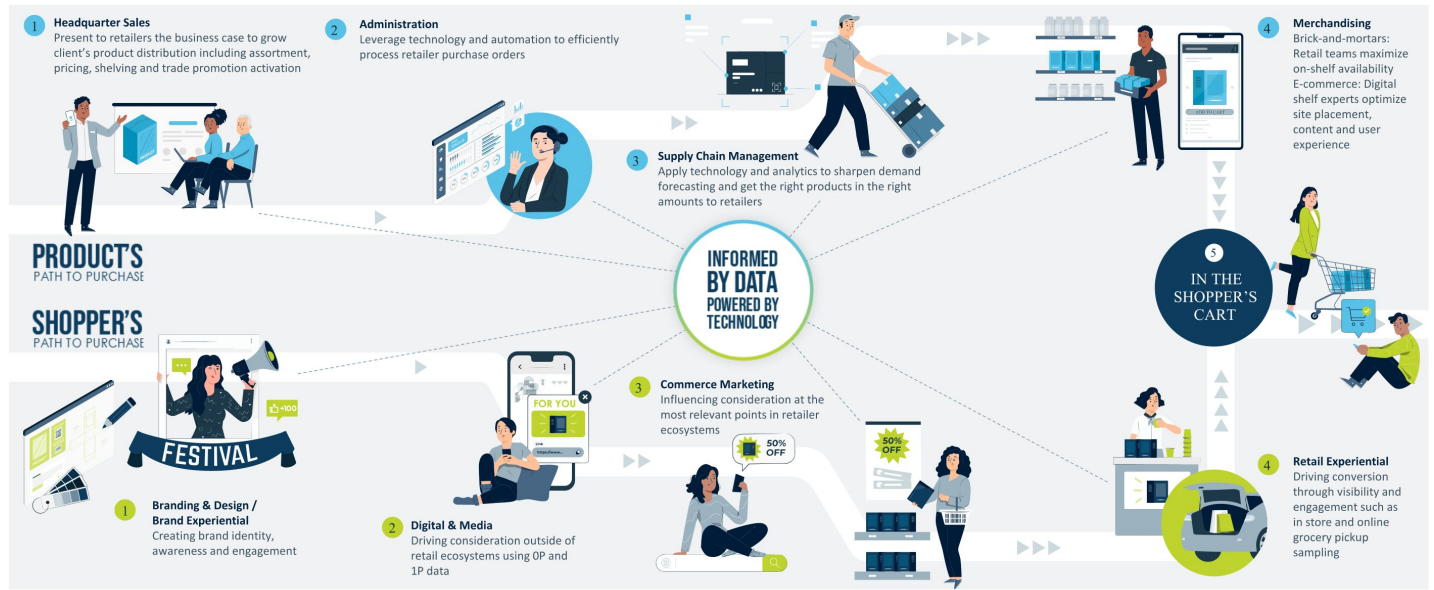 1
Headquarter Sales
Present to retailers the business case to grow
client's product distribution including assortment,
pricing, shelving and trade promotion activation
2
Administration
Leverage technology and automation to efficiently
process retailer purchase orders
3
Supply Chain Management
Apply technology and analytics to sharpen demand
forecasting and get the right products in the right
amounts to retailers
4
Merchandising
Brick-and-mortars:
Retail teams maximize
on-shelf availability
E-commerce: Digital
shelf experts optimize
site placement,
content and user
experience
ADD TO CART
PRODUCT'S
PATH TO PURCHASE
INFORMED
BY DATA
POWERED BY
TECHNOLOGY
5
IN THE
SHOPPER'S
CART
SHOPPER'S
PATH TO PURCHASE
+100
FESTIVAL
1
Branding & Design /
Brand Experiential
Creating brand identity,
awareness and engagement
FOR YOU
Link
https://www...
2
Digital & Media
Driving consideration outside of
retail ecosystems using 0P and
1P data
3
Commerce Marketing
Influencing consideration at the
most relevant points in retailer
ecosystems
50%
OFF
50%
OFF
4
Retail Experiential
Driving conversion
through visibility and
engagement such as
in store and online
grocery pickup
sampling